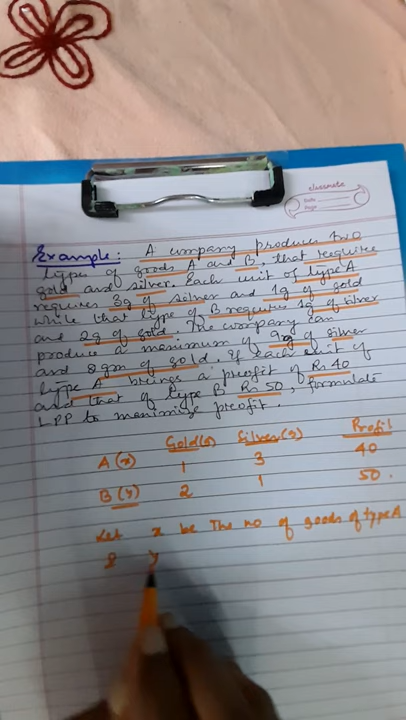 classmate
Date
Page
Example: A company produces two
type of goods A and B, that require
gold and silver. Each unit of type A
requires 3g of silver and 1g of gold
while that type of B requires 1g of silver
and 2g of gold. The company can
produce a maximum of 9g of silver
and 8gm of gold. If each unit of
type A brings a profit of Rs 40
and that of type B Rs 50, formulate
LPP to maximize profit.
Gold(g) Silver(g) Profit
A(x) 1 3 40
B(y) 2 1 50.
Let x be The no of goods of type A
& y